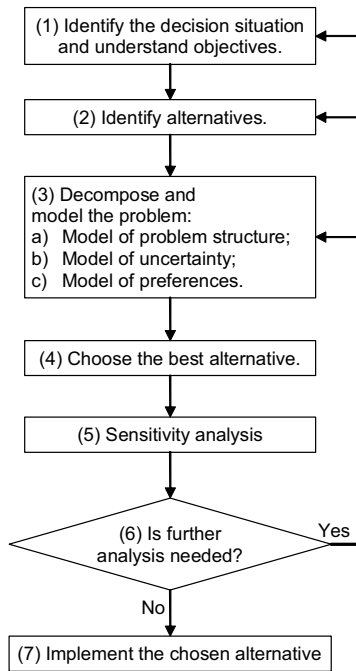 (1) Identify the decision situation
and understand objectives.
(2) Identify alternatives.
(3) Decompose and
model the problem:
a) Model of problem structure;
b) Model of uncertainty;
c) Model of preferences.
(4) Choose the best alternative.
(5) Sensitivity analysis
(6) Is further
analysis needed?
Yes
No
(7) Implement the chosen alternative